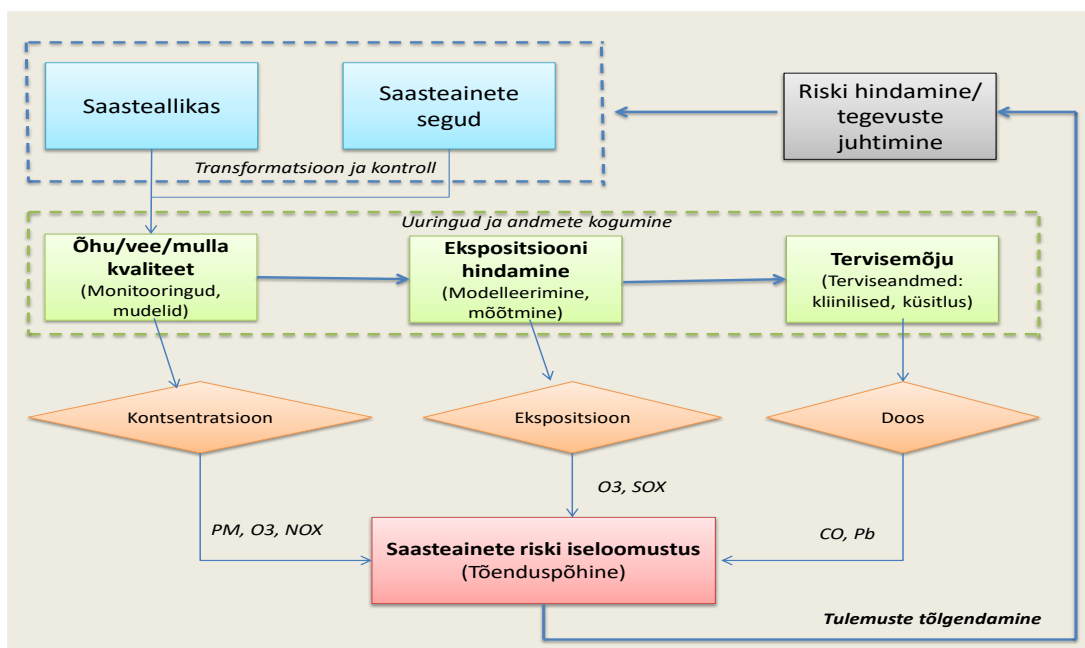 Saasteallikas
Saasteainete
segud
Riski hindamine/
tegevuste
juhtimine
Transformatsioon ja kontroll
Uuringud ja andmete kogumine
Õhu/vee/mulla
kvaliteet
(Monitooringud,
mudelid)
Ekspositsiooni
hindamine
(Modelleerimine,
mõõtmine)
Tervisemõju
(Terviseandmed:
kliinilised, küsitlus)
Kontsentratsioon
Ekspositsioon
Doos
PM, O3, NOX
O3, SOX
CO, Pb
Saasteainete riski iseloomustus
(Tõenduspõhine)
Tulemuste tõlgendamine